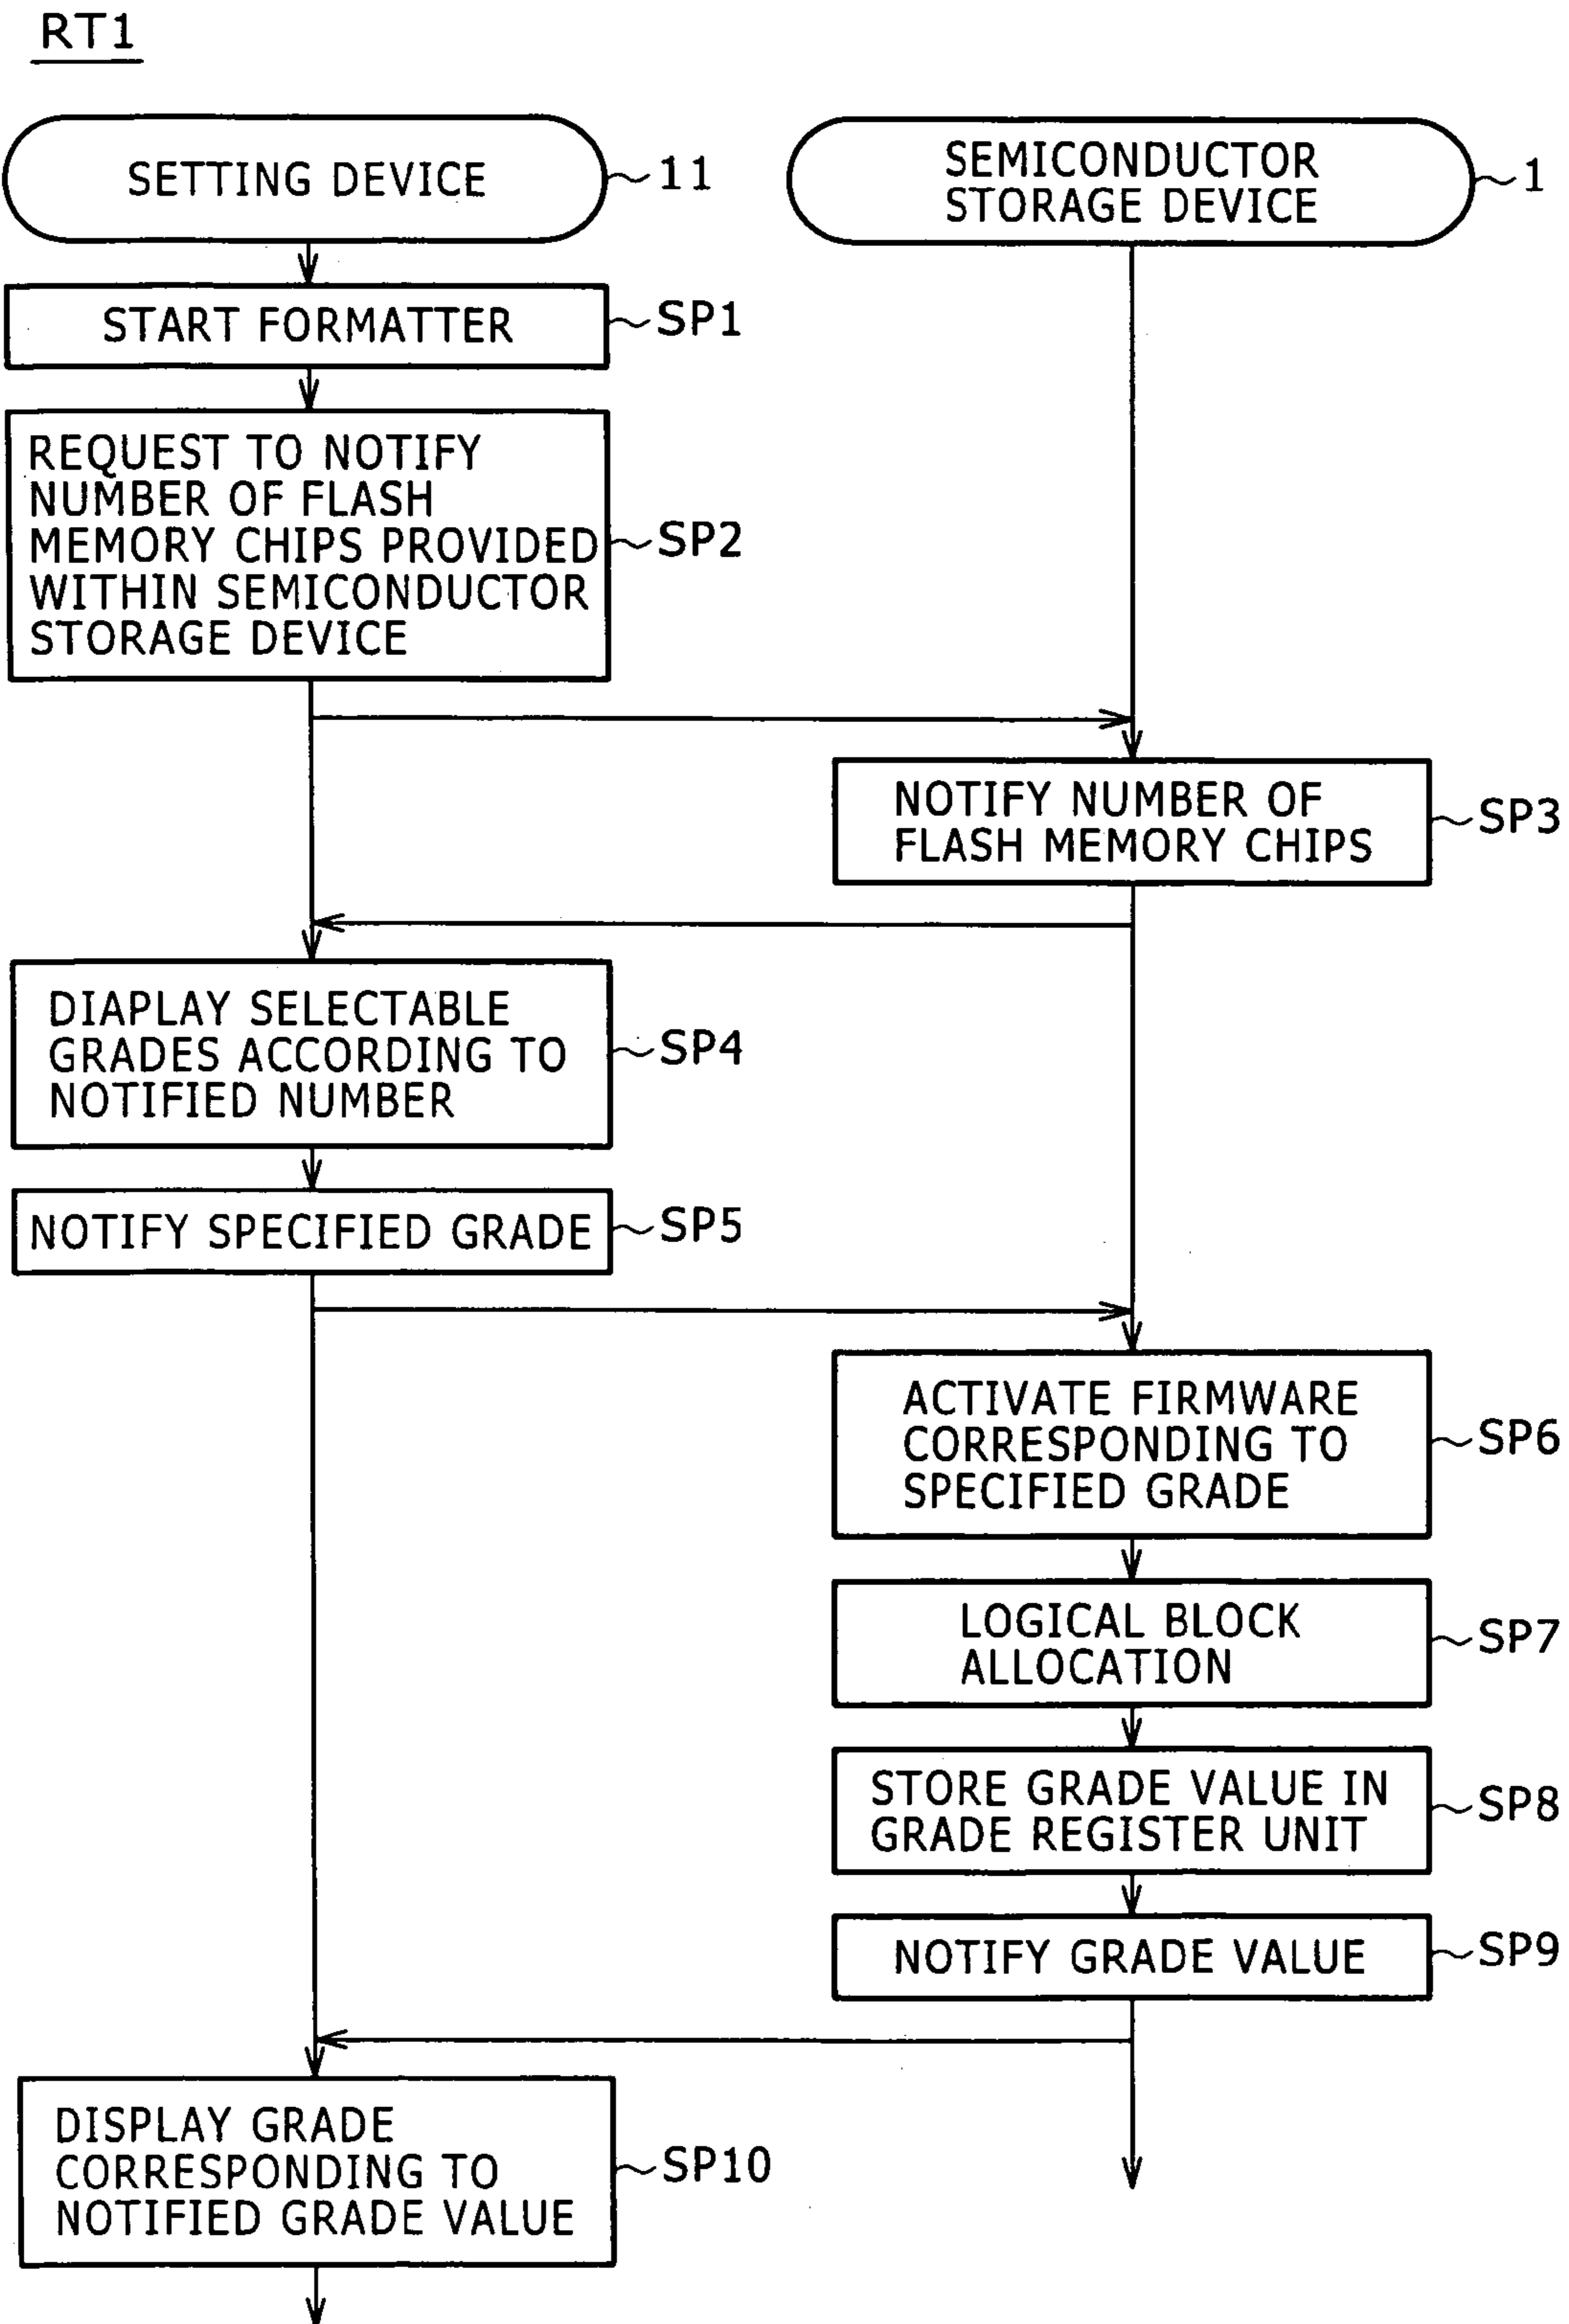 RT1
SETTING DEVICE
11
SEMICONDUCTOR
STORAGE DEVICE
1
START FORMATTER
SP1
REQUEST TO NOTIFY
NUMBER OF FLASH
MEMORY CHIPS PROVIDED
WITHIN SEMICONDUCTOR
STORAGE DEVICE
SP2
NOTIFY NUMBER OF
FLASH MEMORY CHIPS
SP3
DIAPLAY SELECTABLE
GRADES ACCORDING TO
NOTIFIED NUMBER
SP4
NOTIFY SPECIFIED GRADE
SP5
ACTIVATE FIRMWARE
CORRESPONDING TO
SPECIFIED GRADE
SP6
LOGICAL BLOCK
ALLOCATION
SP7
STORE GRADE VALUE IN
GRADE REGISTER UNIT
SP8
NOTIFY GRADE VALUE
SP9
DISPLAY GRADE
CORRESPONDING TO
NOTIFIED GRADE VALUE
SP10